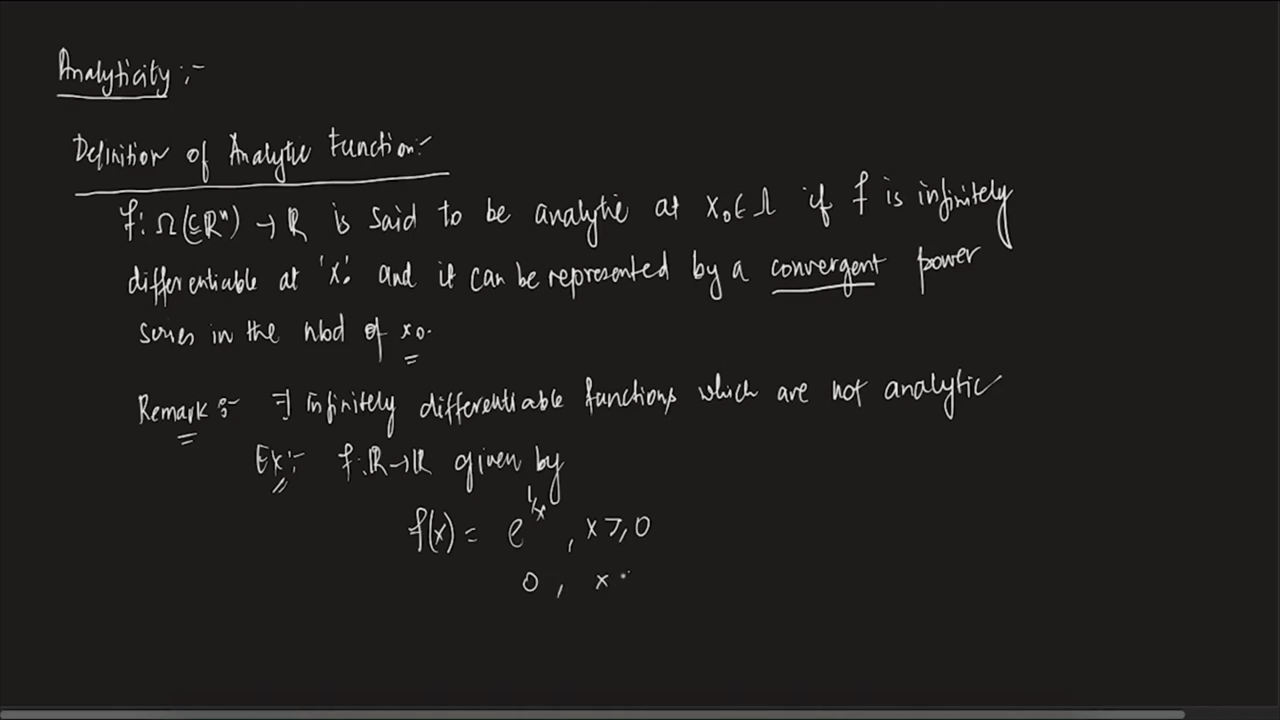 Analyticity :-
Definition of Analytic Function:-
f: Ω(⊆ℝⁿ) → ℝ is said to be analytic at x₀∈Ω if f is infinitely
differentiable at 'x₀' and it can be represented by a convergent power
series in the nbd of x₀.
Remark :- ∃ infinitely differentiable functions which are not analytic
Ex:- f:ℝ→ℝ given by
f(x) = e^{1/x} , x ≥ 0
0 , x